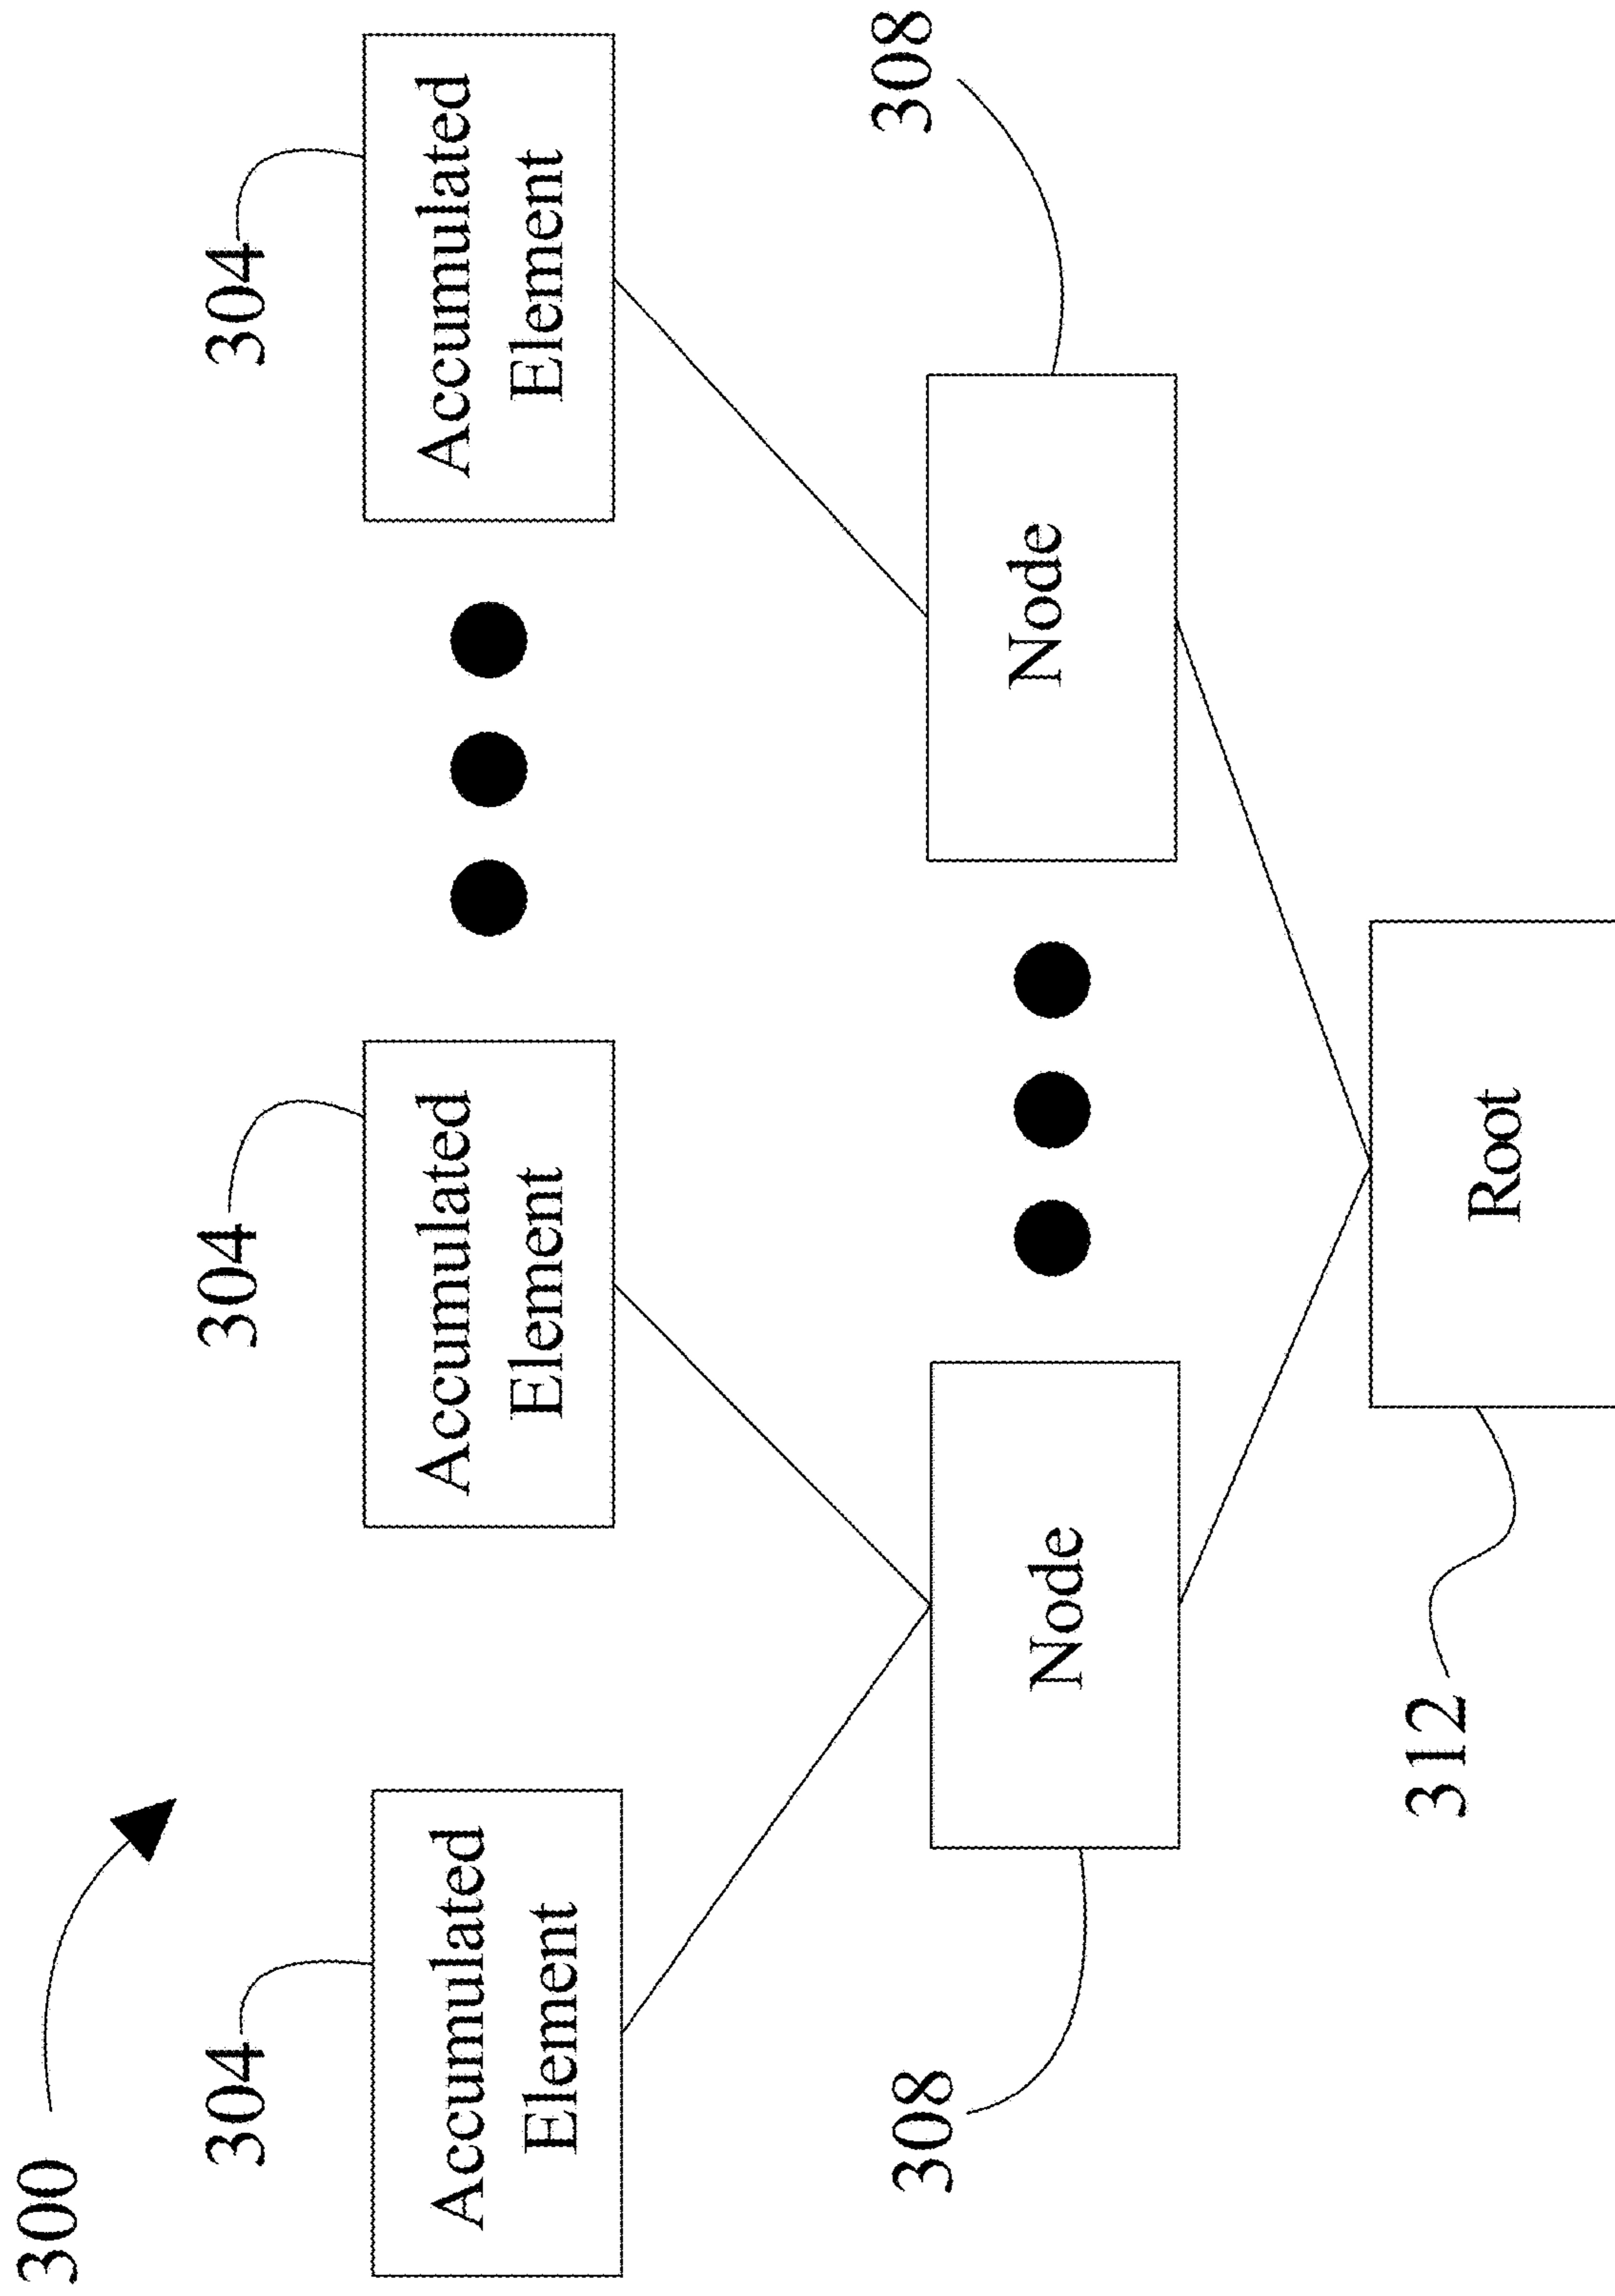 300
304
304
304
Accumulated
Element
Accumulated
Element
Accumulated
Element
308
308
Node
Node
312
Root